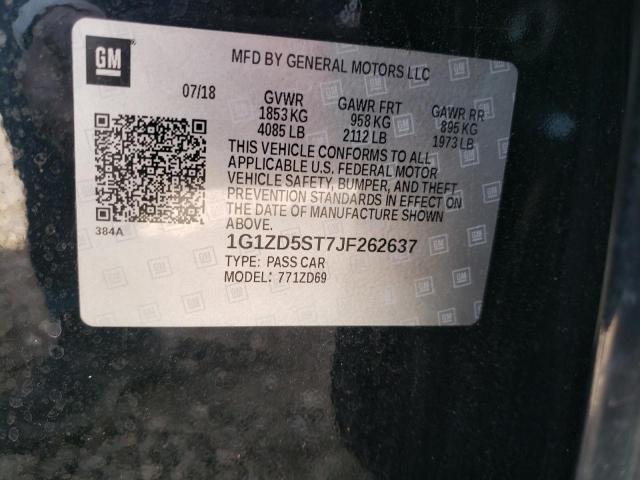 GM
MFD BY GENERAL MOTORS LLC
07/18 GVWR GAWR FRT GAWR RR
1853 KG 958 KG 895 KG
4085 LB 2112 LB 1973 LB
THIS VEHICLE CONFORMS TO ALL
APPLICABLE U.S. FEDERAL MOTOR
VEHICLE SAFETY, BUMPER, AND THEFT
PREVENTION STANDARDS IN EFFECT ON
THE DATE OF MANUFACTURE SHOWN
ABOVE.
384A
1G1ZD5ST7JF262637
TYPE: PASS CAR
MODEL: 771ZD69